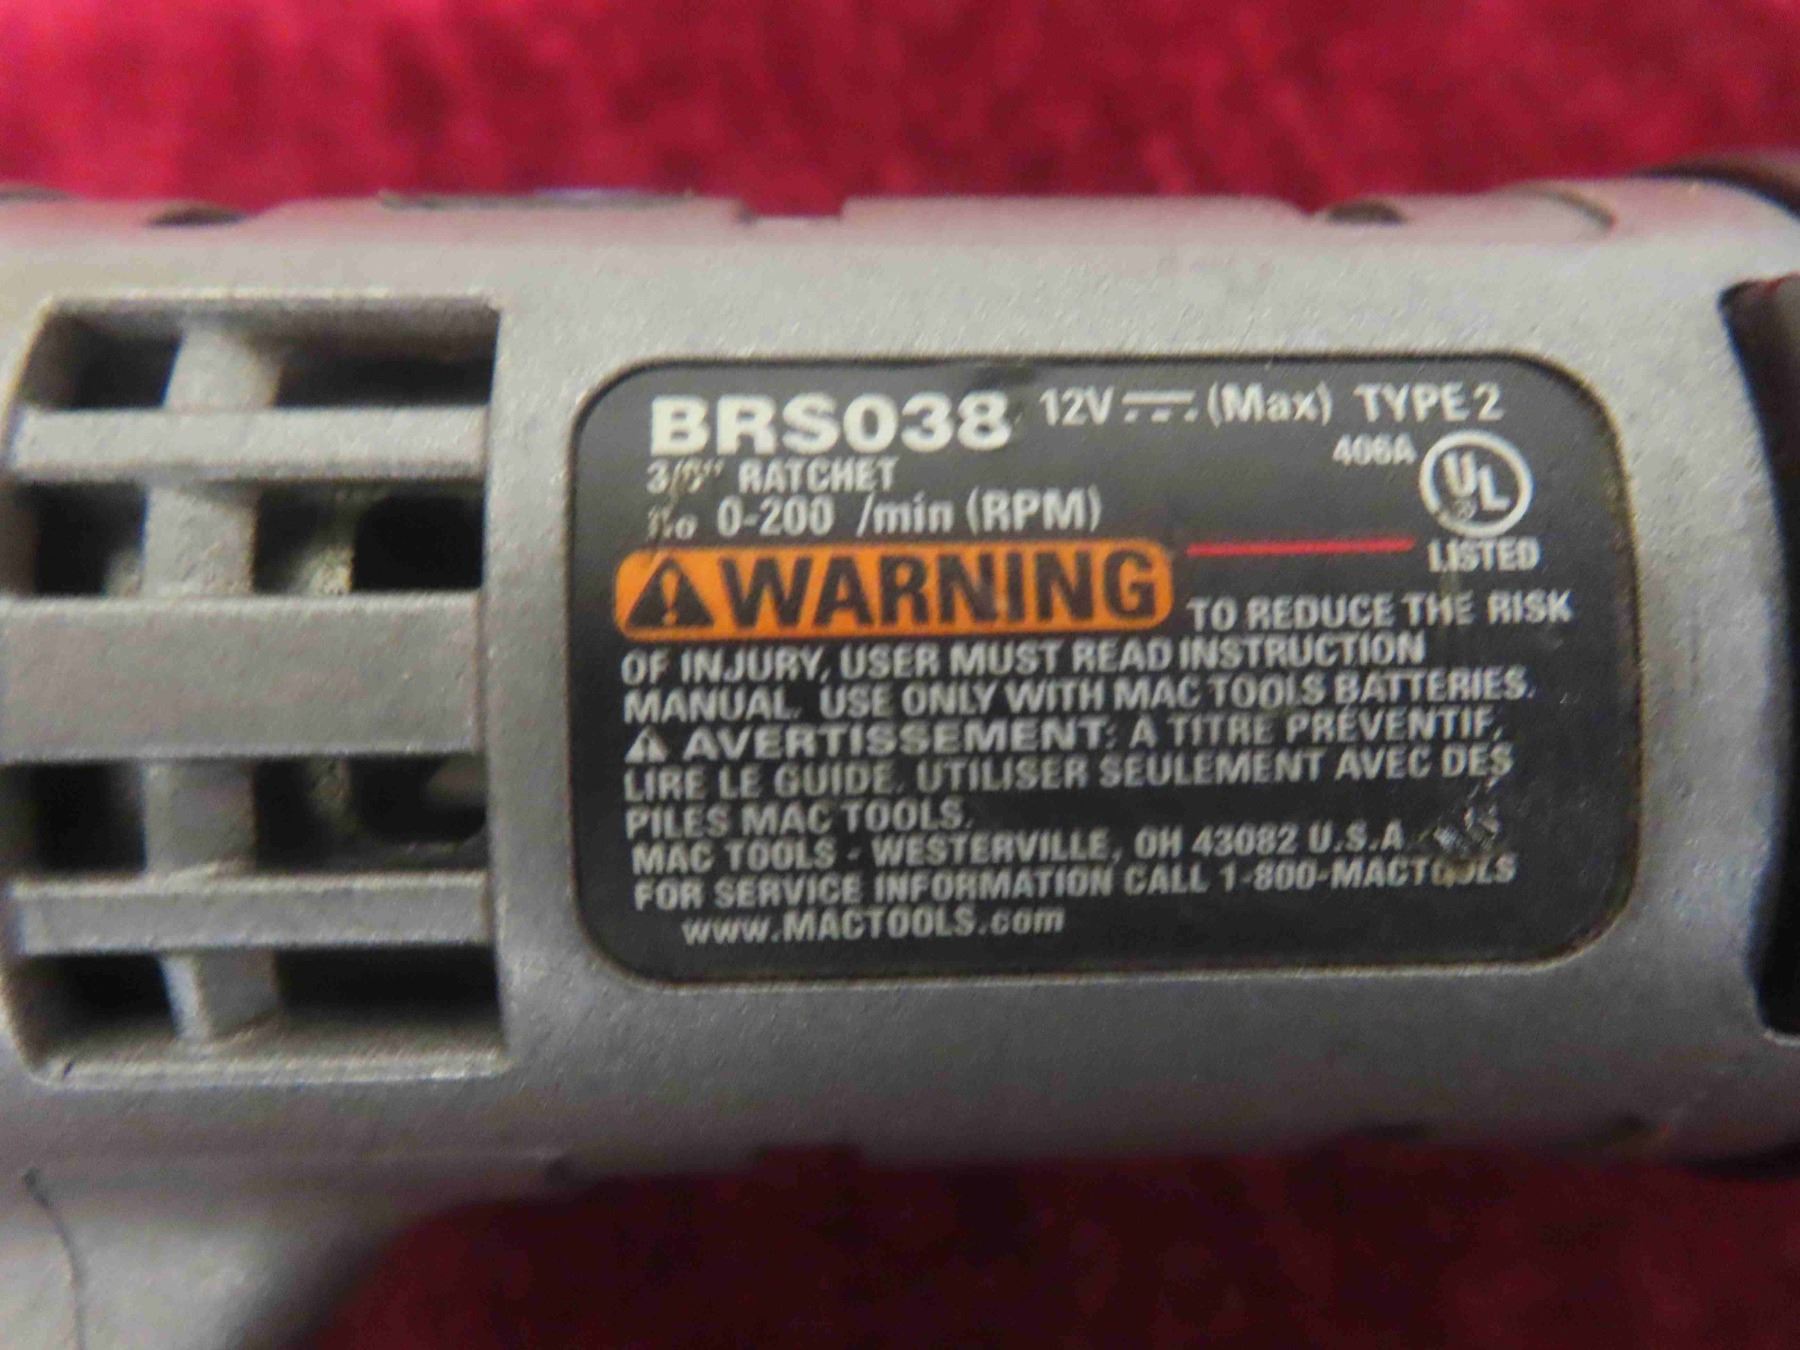 BRS038 12V (Max) TYPE 2
406A
UL
RATCHET
0-200 /min (RPM)
LISTED
WARNING TO REDUCE THE RISK
OF INJURY, USER MUST READ INSTRUCTION
MANUAL. USE ONLY WITH MAC TOOLS BATTERIES.
AVERTISSEMENT: À TITRE PRÉVENTIF,
LIRE LE GUIDE. UTILISER SEULEMENT AVEC DES
PILES MAC TOOLS.
MAC TOOLS - WESTERVILLE, OH 43082 U.S.A
FOR SERVICE INFORMATION CALL 1-800-MACTOOLS
www.MACTOOLS.com